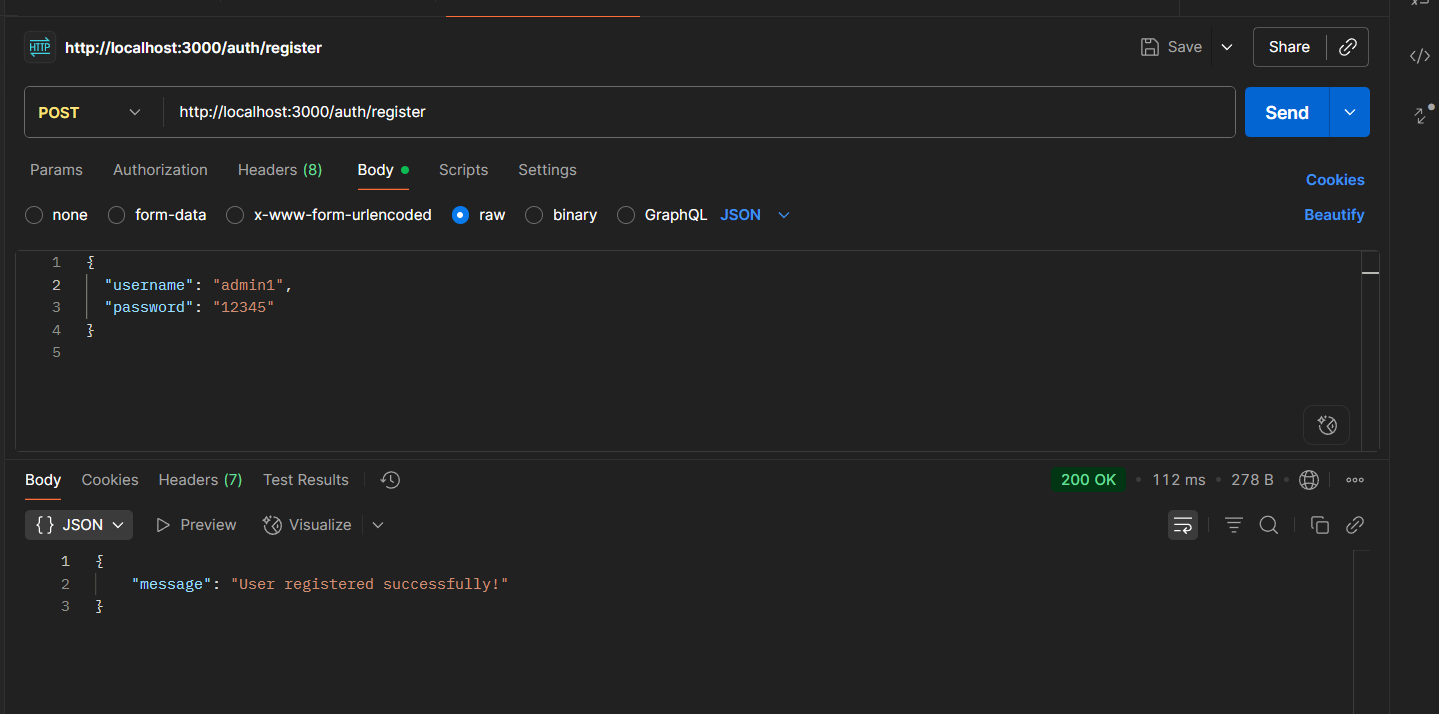 HTTP http://localhost:3000/auth/register Save Share
POST http://localhost:3000/auth/register Send
Params Authorization Headers (8) Body Scripts Settings Cookies
none form-data x-www-form-urlencoded raw binary GraphQL JSON Beautify
1 {
2 "username": "admin1",
3 "password": "12345"
4 }
5
Body Cookies Headers (7) Test Results 200 OK • 112 ms • 278 B •
{} JSON Preview Visualize
1 {
2 "message": "User registered successfully!"
3 }